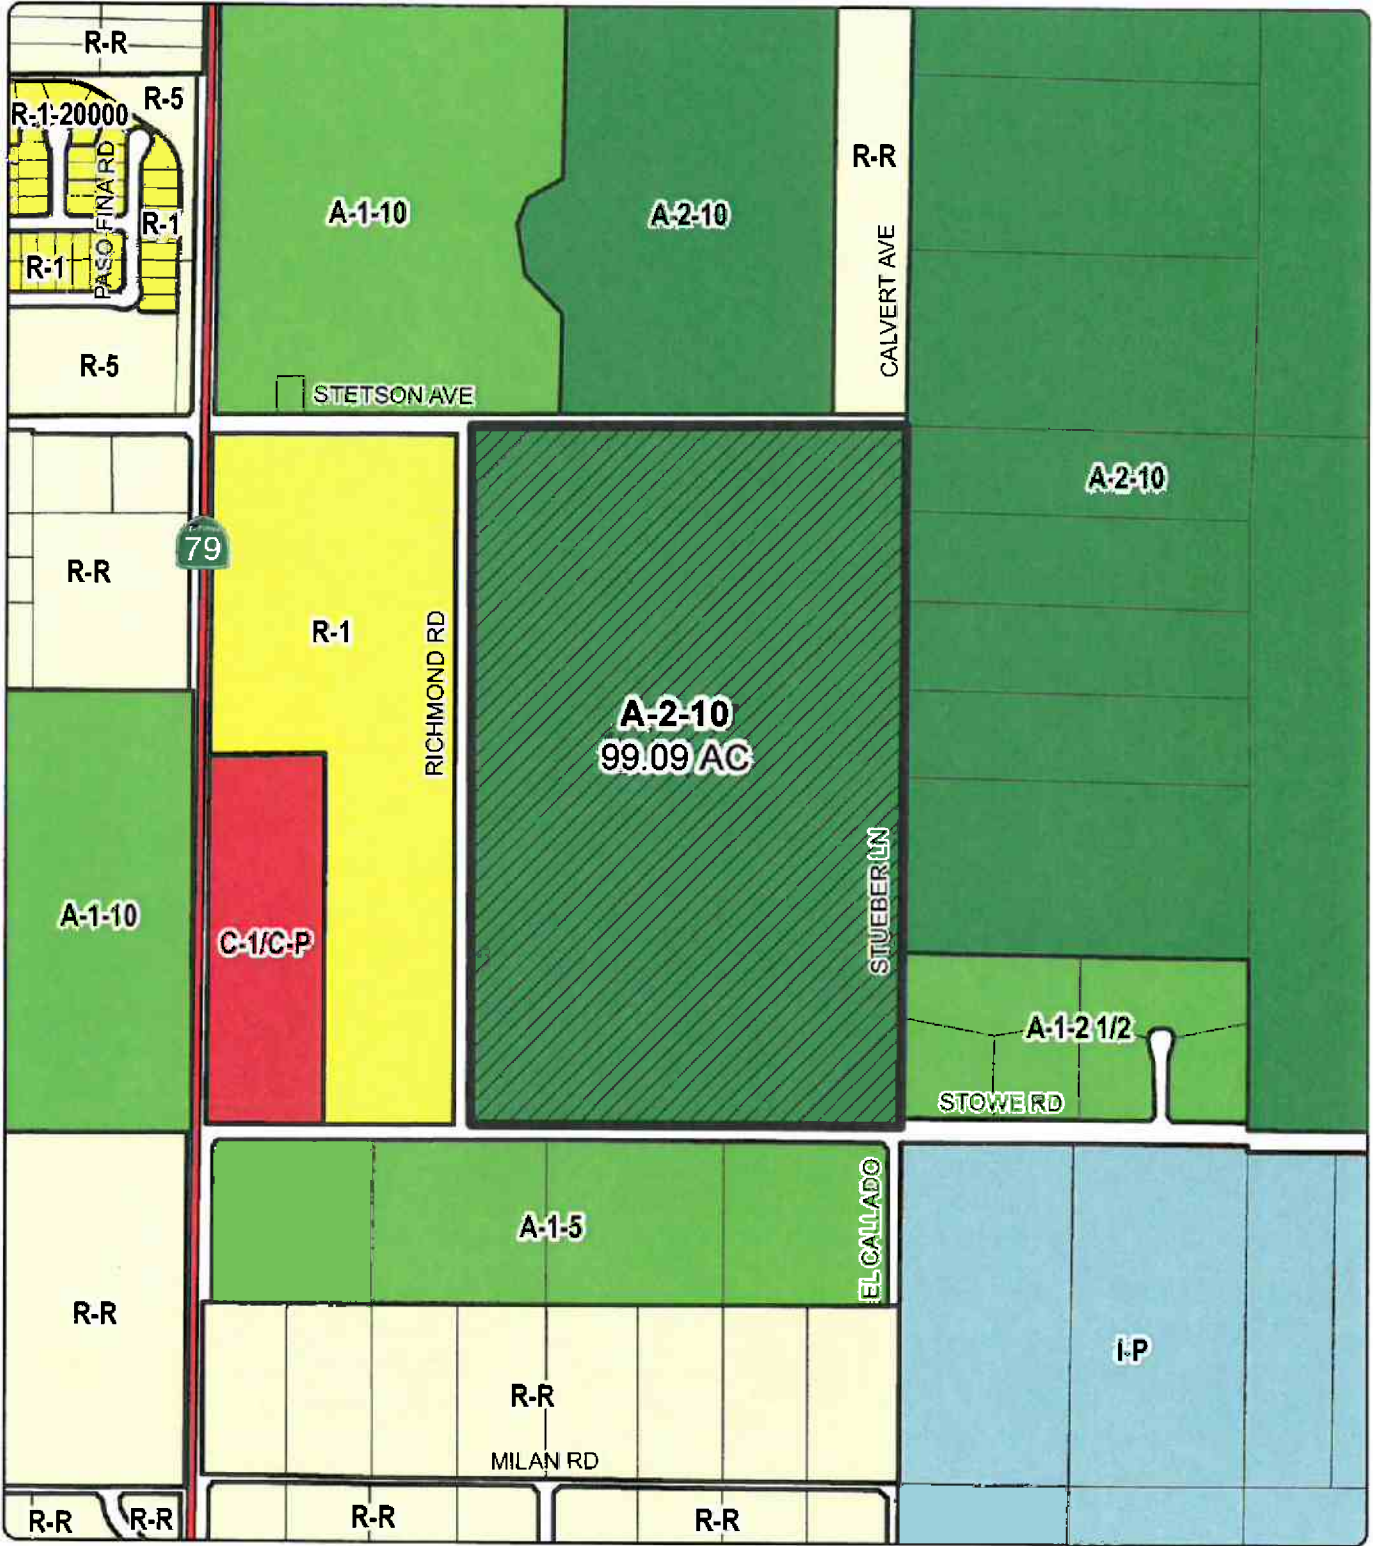 R-R
R-5
R-1-20000
PASO FINA RD
R-1
R-1
R-5
A-1-10
A-2-10
R-R
CALVERT AVE
STETSON AVE
A-2-10
79
R-R
R-1
RICHMOND RD
A-2-10
99.09 AC
STUEBER LN
A-1-10
C-1/C-P
A-1-2 1/2
STOWE RD
A-1-5
EL CALLADO
R-R
I-P
R-R
MILAN RD
R-R
R-R
R-R
R-R